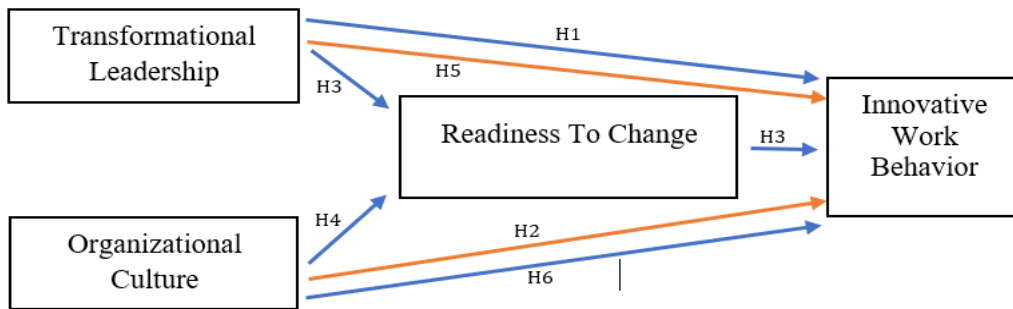 Transformational
Leadership
H1
H5
H3
Readiness To Change
H3
Innovative
Work
Behavior
H4
Organizational
Culture
H2
H6